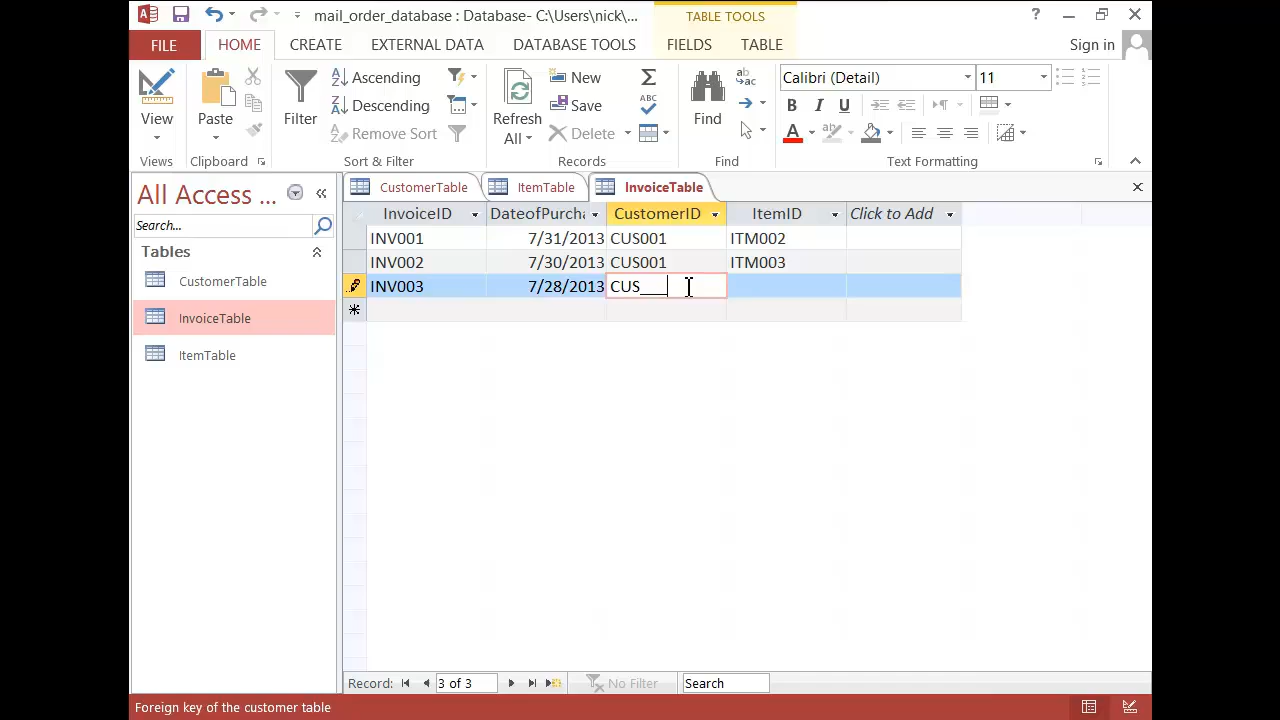 mail_order_database : Database- C:\Users\nick\...
TABLE TOOLS
?
FILE
HOME
CREATE
EXTERNAL DATA
DATABASE TOOLS
FIELDS
TABLE
Sign in
View
Views
Paste
Clipboard
Filter
Ascending
Descending
Remove Sort
Sort & Filter
Refresh
All
New
Save
Delete
Records
Find
Find
Calibri (Detail)
11
B I U
Text Formatting
All Access ...
Search...
Tables
CustomerTable
InvoiceTable
ItemTable
CustomerTable
ItemTable
InvoiceTable
InvoiceID DateofPurcha CustomerID ItemID Click to Add
INV001 7/31/2013 CUS001 ITM002
INV002 7/30/2013 CUS001 ITM003
INV003 7/28/2013 CUS___
Record: 3 of 3 No Filter Search
Foreign key of the customer table